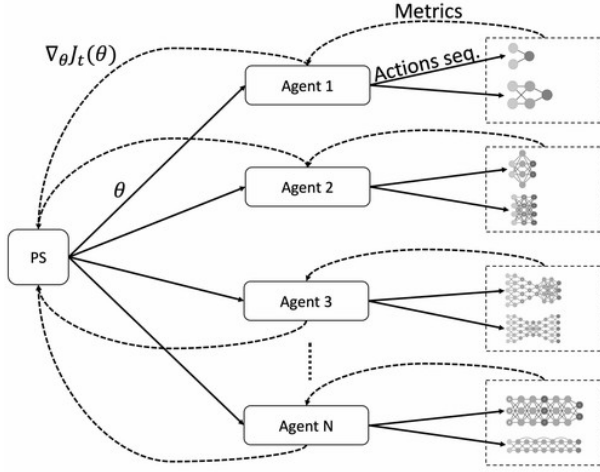 Metrics
∇θJt(θ)
Actions seq.
Agent 1
θ
Agent 2
PS
Agent 3
Agent N